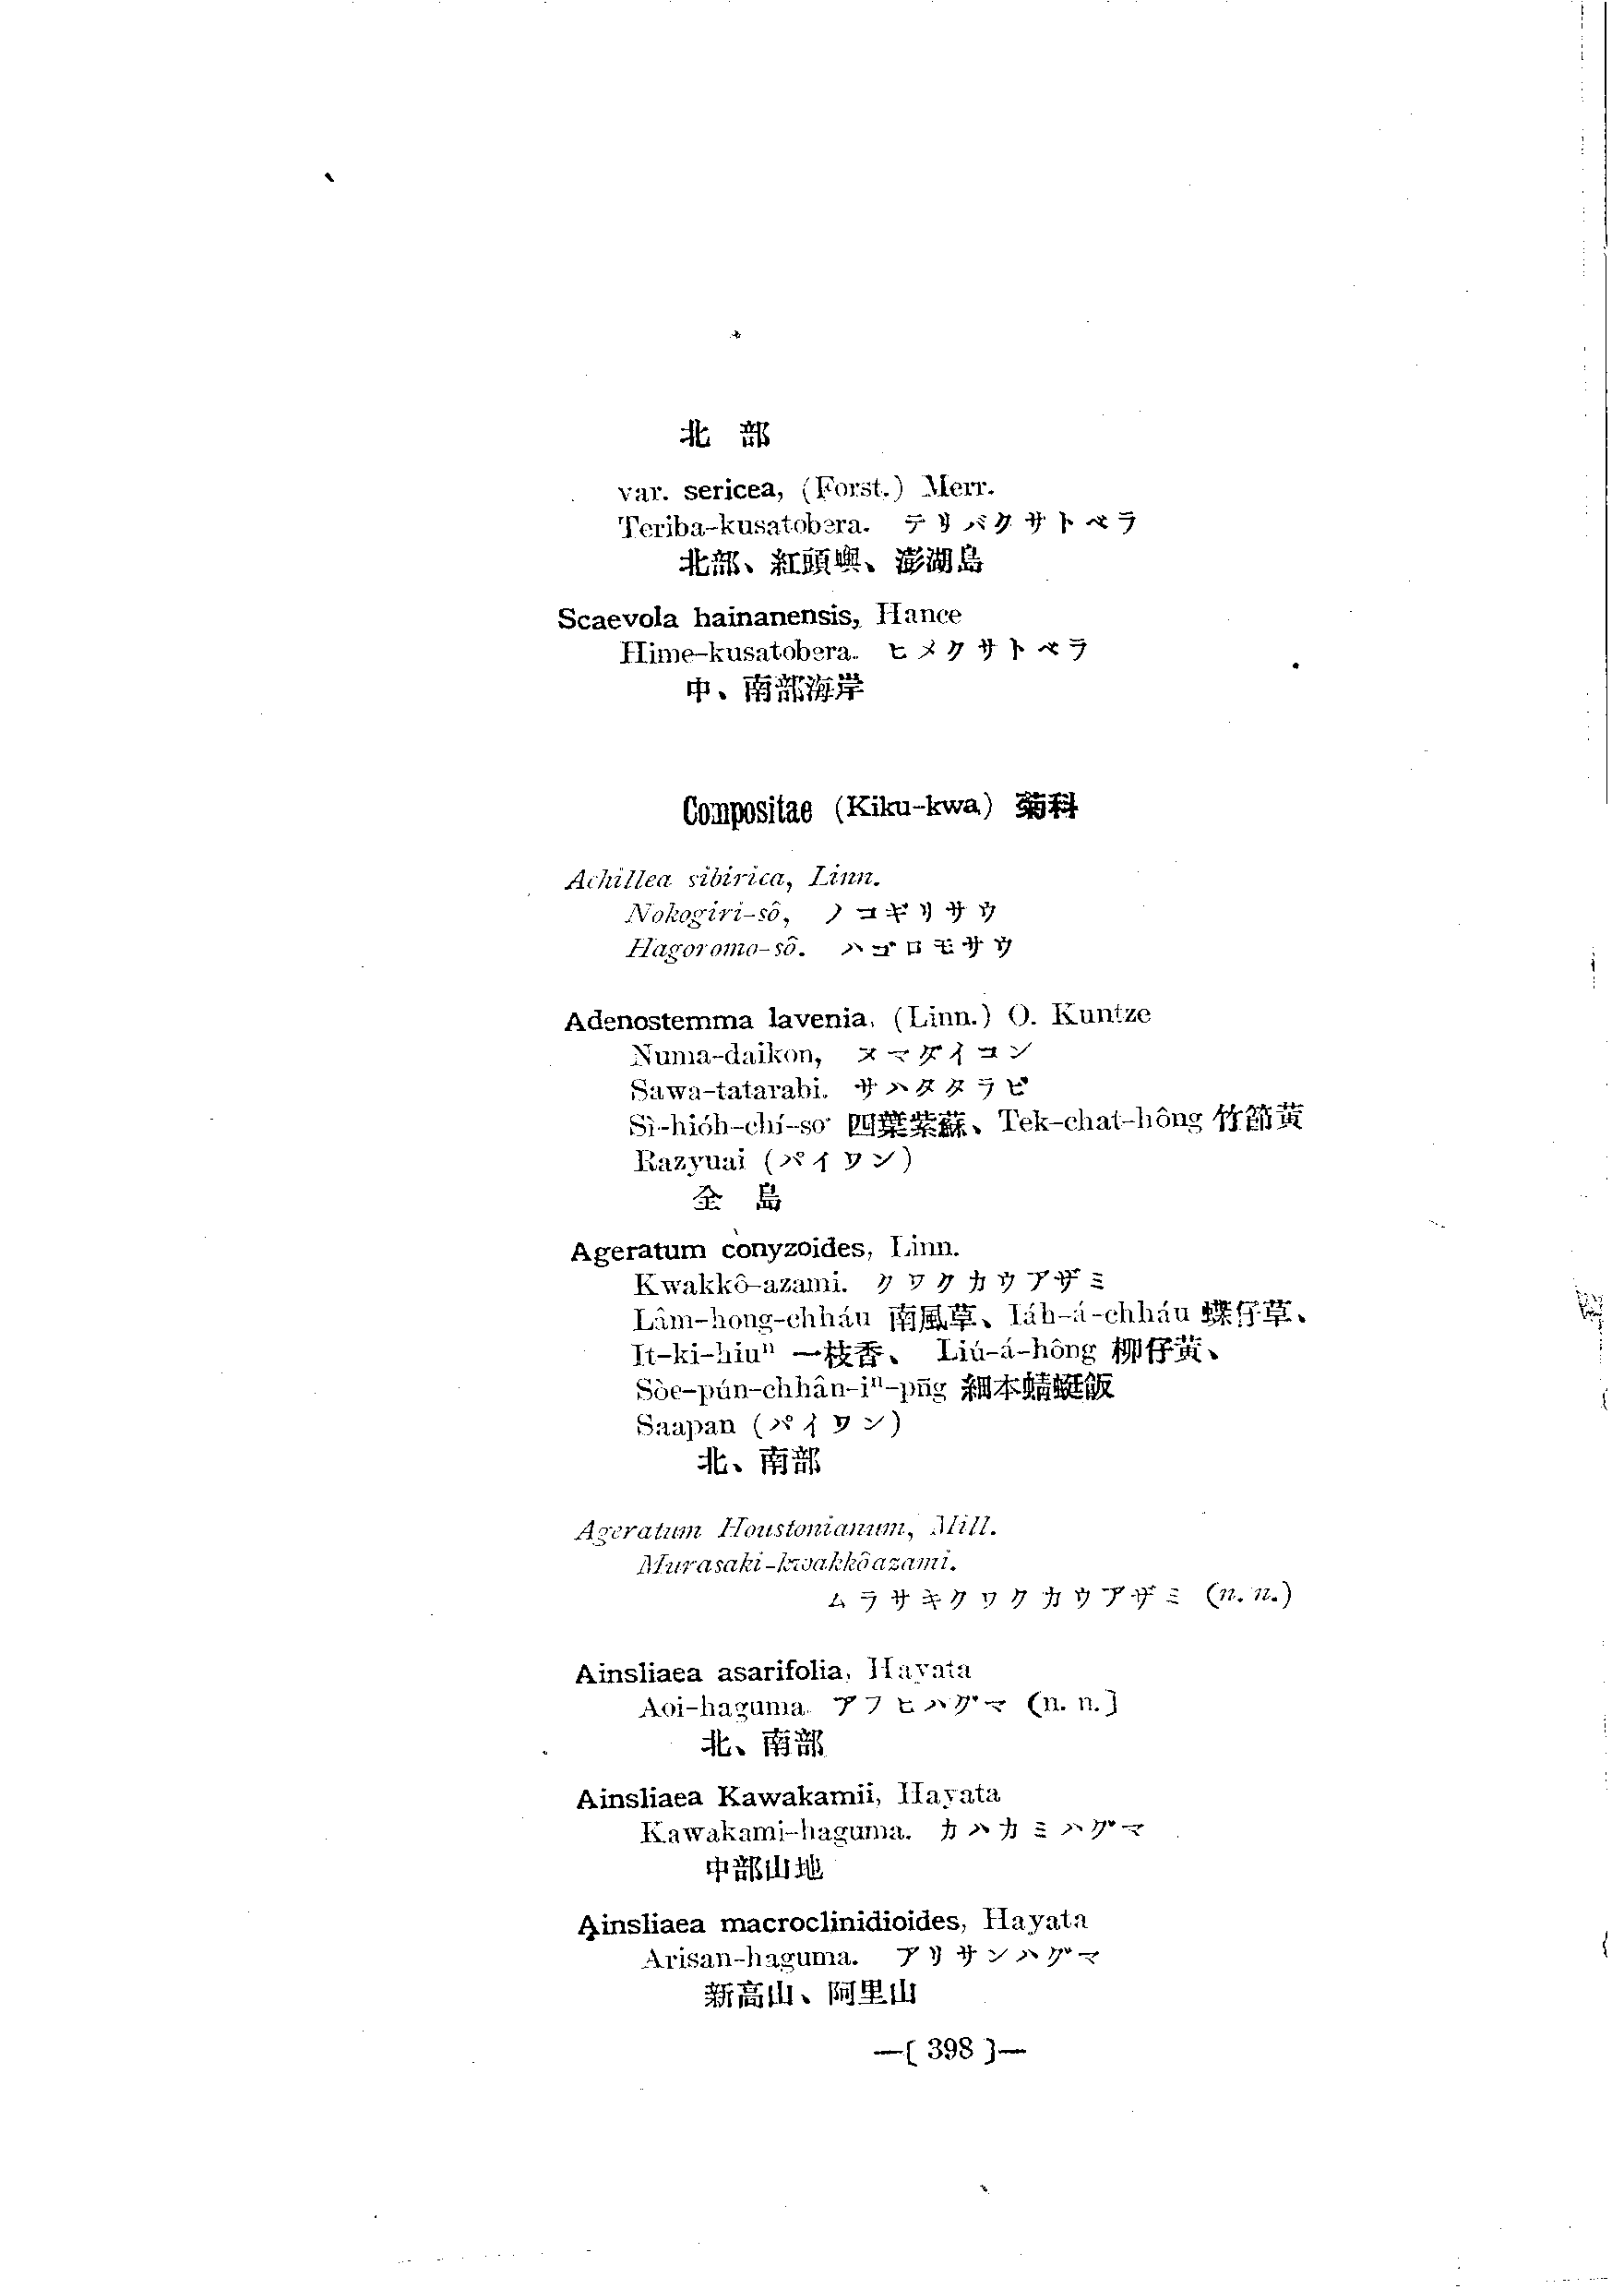 北 部
var. sericea, (Forst.) Merr.
Teriba-kusatobera. テリバクサトベラ
北部、紅頭嶼、澎湖島
Scaevola hainanensis, Hance
Hime-kusatobera. ヒメクサトベラ
中、南部海岸
Compositae (Kiku-kwa) 菊科
Achillea sibirica, Linn.
Nokogiri-sô, ノコギリサウ
Hagoromo-sô. ハゴロモサウ
Adenostemma lavenia, (Linn.) O. Kuntze
Numa-daikon, ヌマダイコン
Sawa-tatarabi. サハタタラビ
Sì-hióh-chí-so͘ 四葉紫蘇、Tek-chat-hông 竹節黄
Razyuai (パイワン)
全 島
Ageratum conyzoides, Linn.
Kwakkô-azami. クワクカウアザミ
Lâm-hong-chháu 南風草、Iáh-á-chháu 蝶仔草、
It-ki-hiuⁿ 一枝香、 Liú-á-hông 柳仔黄、
Sòe-pún-chhân-iⁿ-pn̄g 細本蜻蜓飯
Saapan (パイワン)
北、南部
Ageratum Houstonianum, Mill.
Murasaki-kwakkôazami.
ムラサキクワクカウアザミ (n. n.)
Ainsliaea asarifolia, Hayata
Aoi-haguma. アフヒハグマ (n. n.]
北、南部
Ainsliaea Kawakamii, Hayata
Kawakami-haguma. カハカミハグマ
中部山地
Ainsliaea macroclinidioides, Hayata
Arisan-haguma. アリサンハグマ
新高山、阿里山
—[ 398 ]—